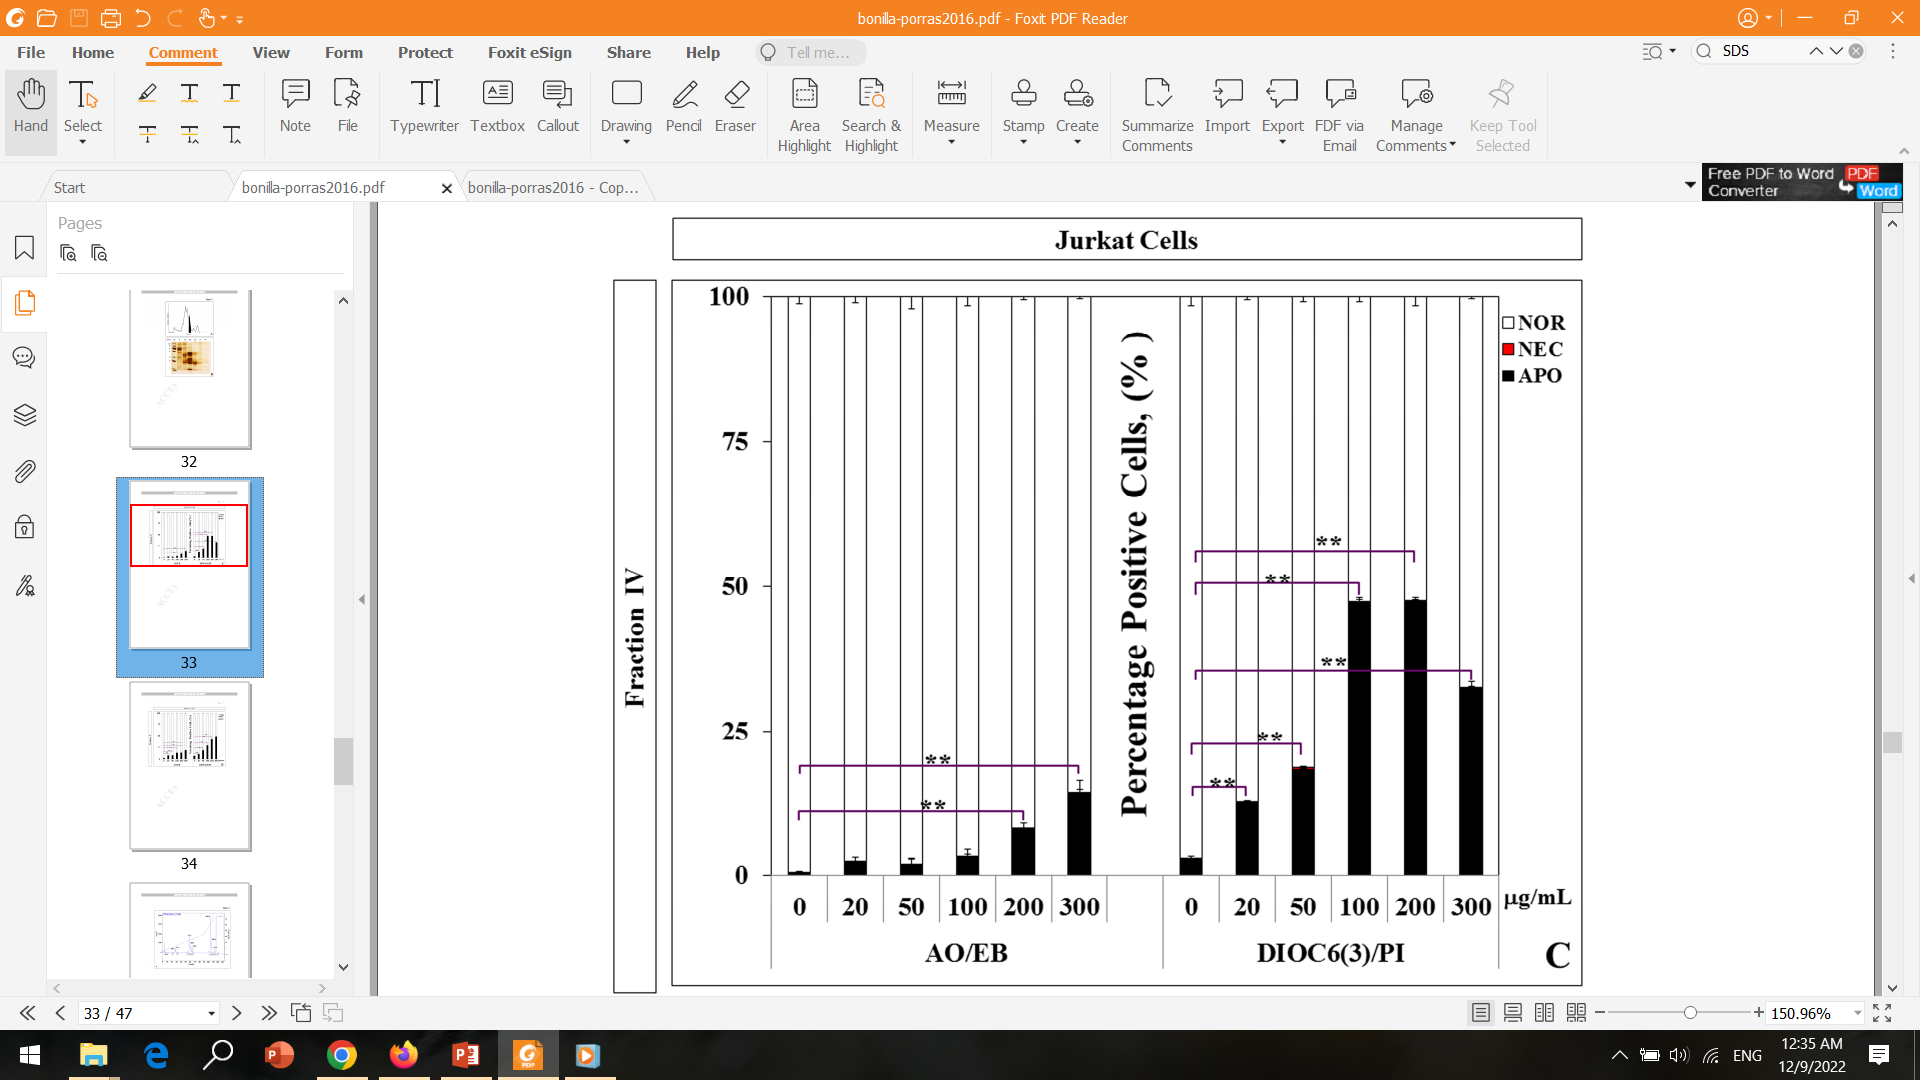 bonilla-porras2016.pdf - Foxit PDF Reader
File Home Comment View Form Protect Foxit eSign Share Help Tell me... SDS
Hand Select Note File Typewriter Textbox Callout Drawing Pencil Eraser Area Highlight Search & Highlight Measure Stamp Create Summarize Comments Import Export FDF via Email Manage Comments Keep Tool Selected
Start bonilla-porras2016.pdf bonilla-porras2016 - Cop...
Free PDF to Word PDF
Converter Word
Pages
32
33
34
Jurkat Cells
Fraction IV
100
75
50
25
0
Percentage Positive Cells, (% )
NOR
NEC
APO
**
**
**
**
**
**
**
0 20 50 100 200 300 0 20 50 100 200 300 µg/mL
AO/EB DIOC6(3)/PI C
33 / 47 150.96%
ENG 12:35 AM
12/9/2022